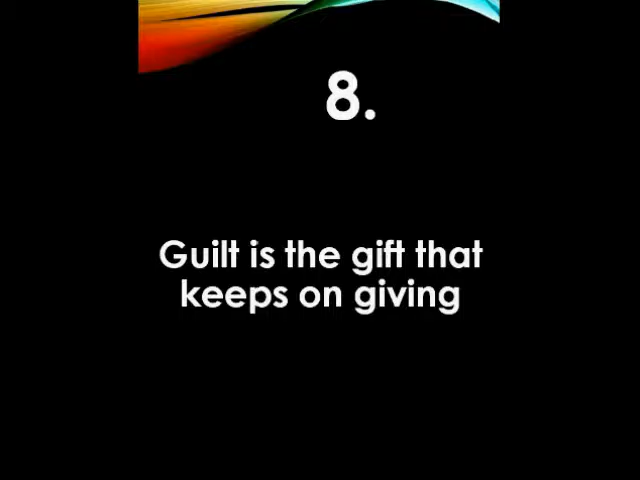 8.
Guilt is the gift that
keeps on giving